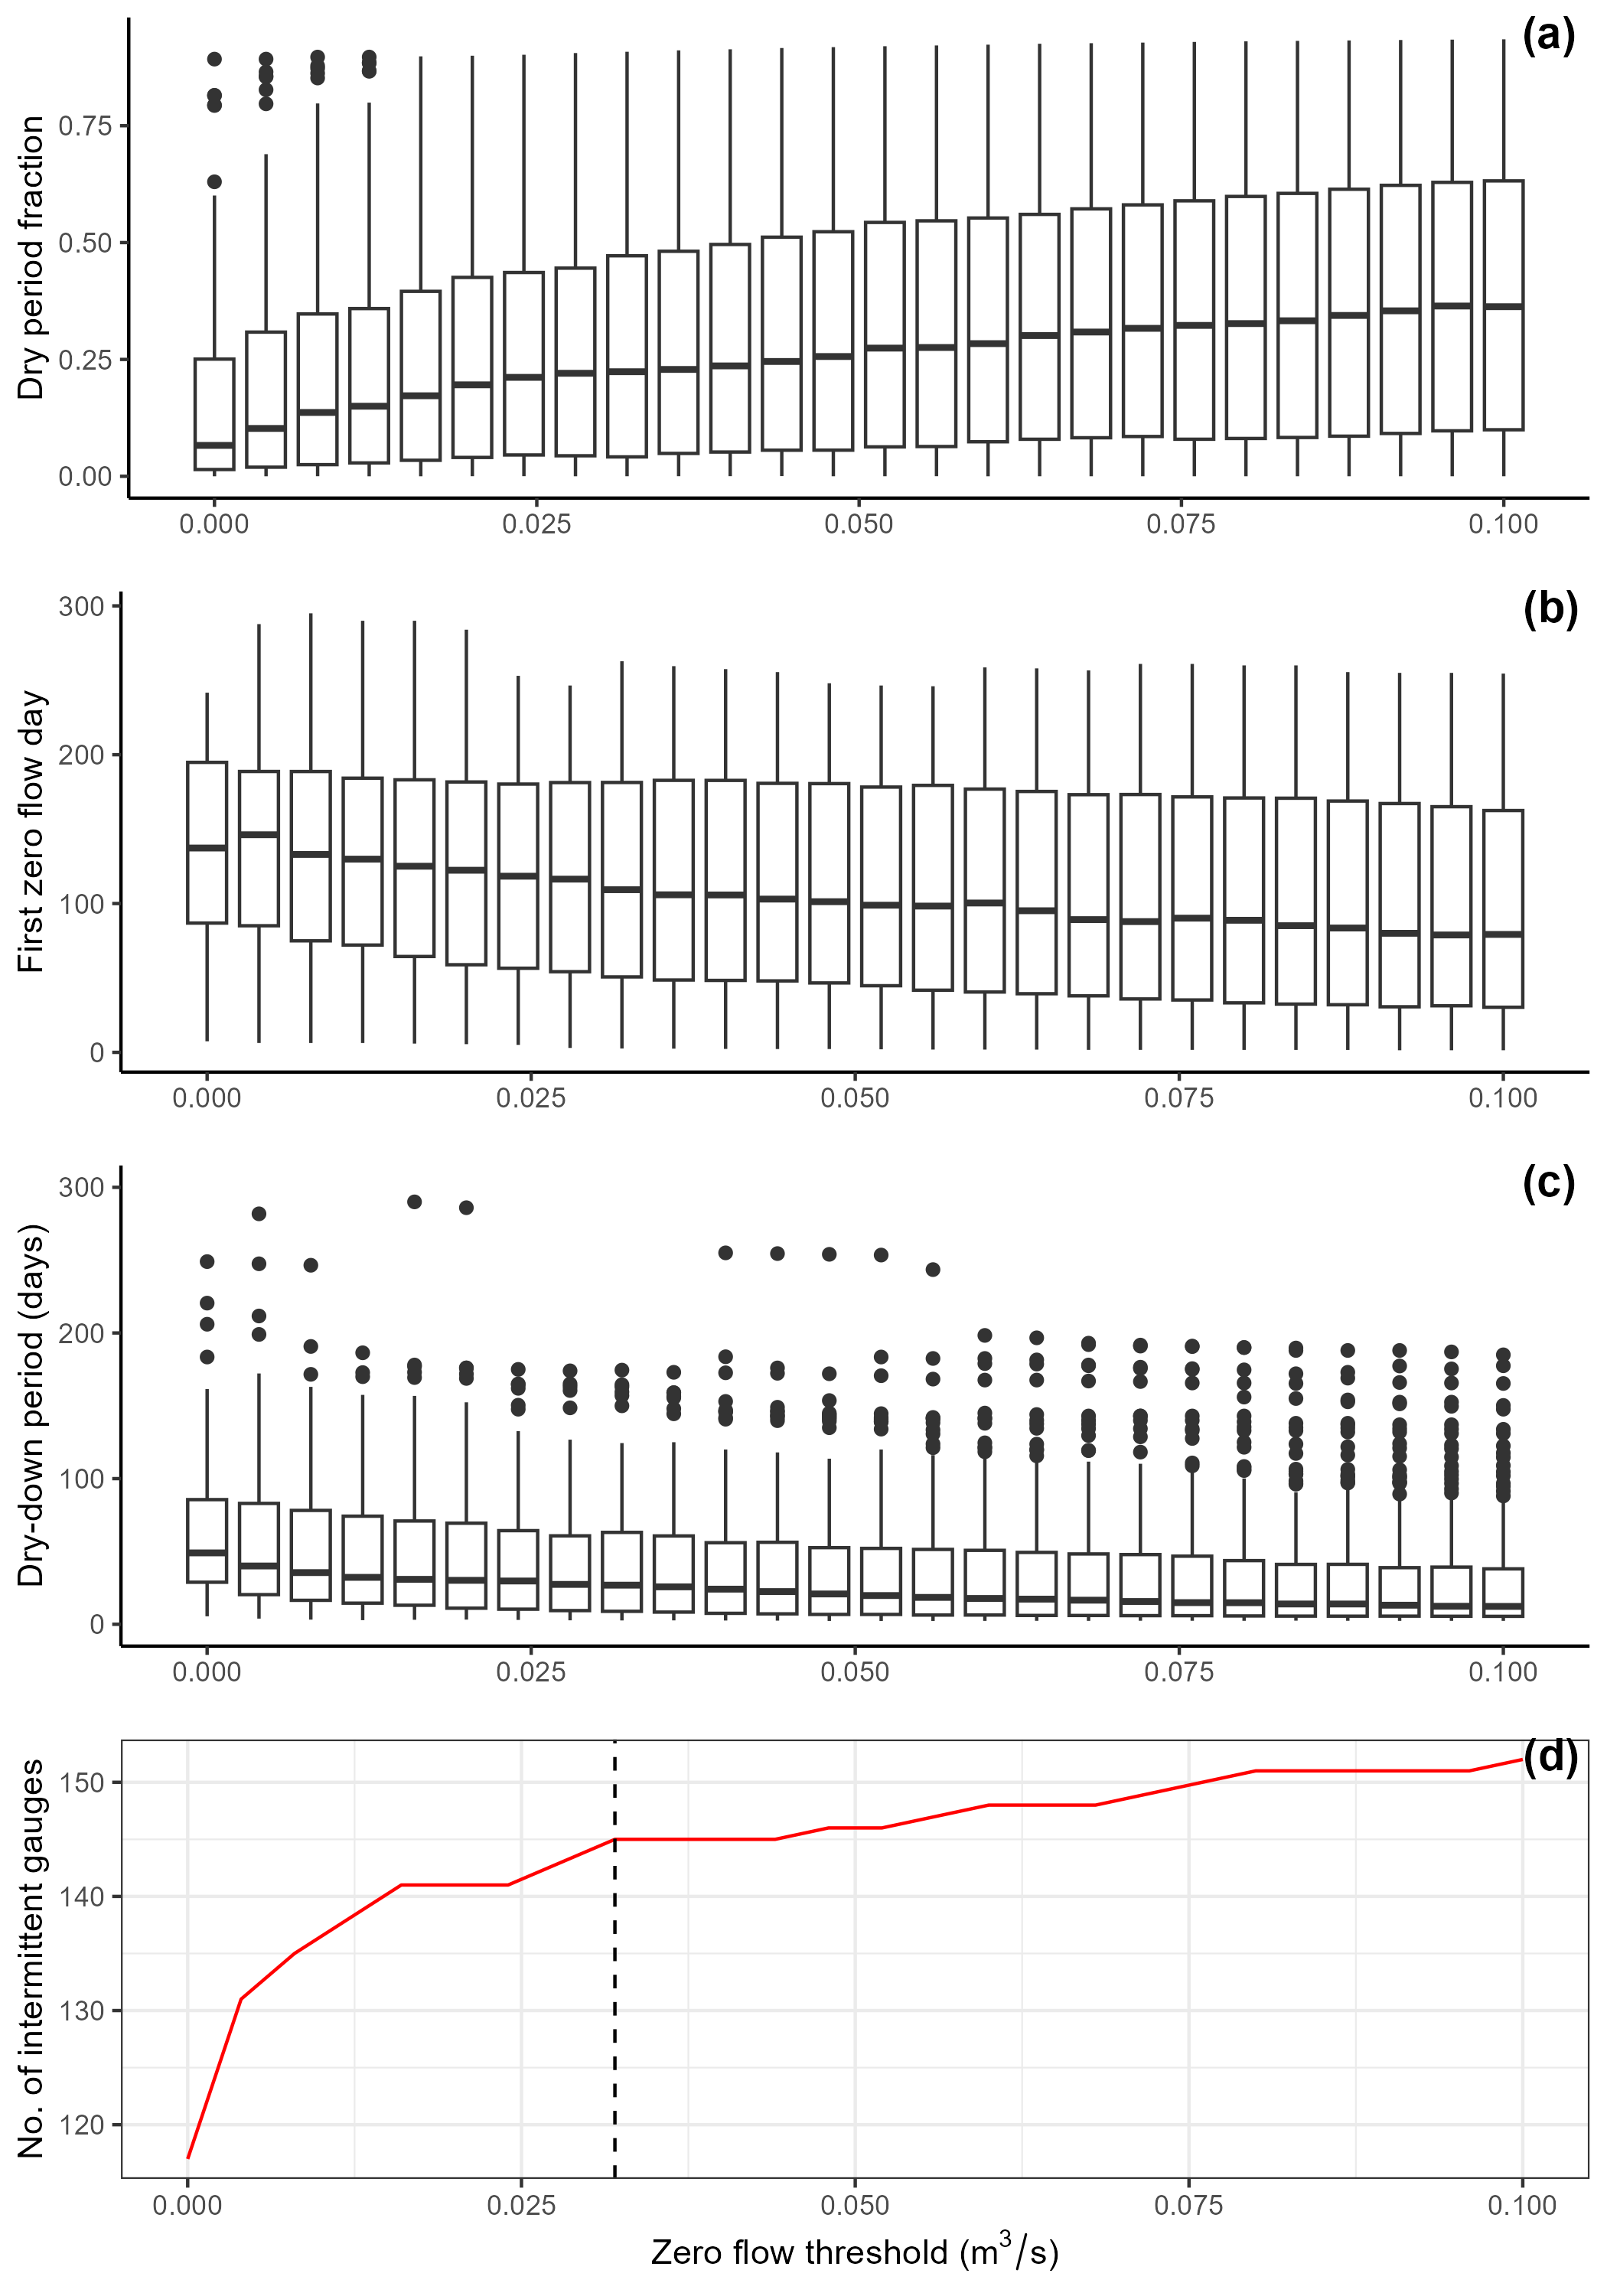 (a)
Dry period fraction
0.75
0.50
0.25
0.00
0.000 0.025 0.050 0.075 0.100
(b)
First zero flow day
300
200
100
0
0.000 0.025 0.050 0.075 0.100
(c)
Dry-down period (days)
300
200
100
0
0.000 0.025 0.050 0.075 0.100
(d)
No. of intermittent gauges
150
140
130
120
0.000 0.025 0.050 0.075 0.100
Zero flow threshold (m³/s)